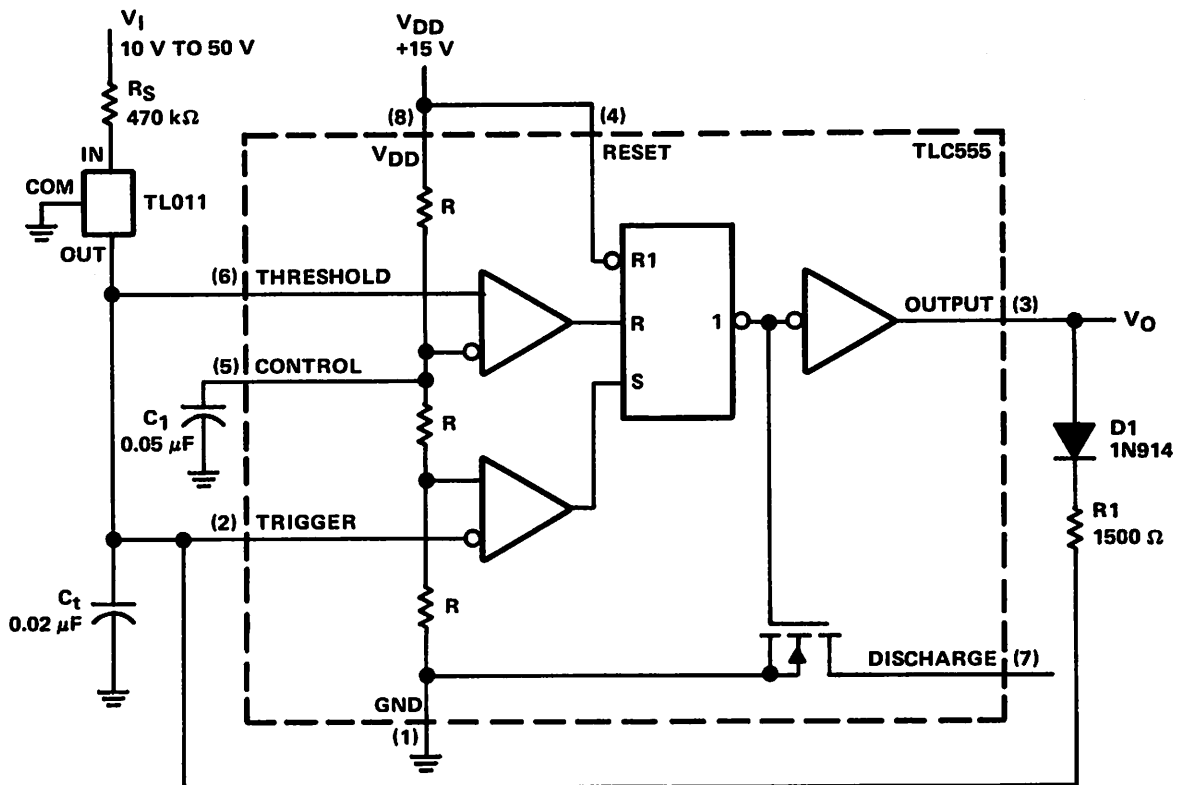 VI
10 V TO 50 V
RS
470 kΩ
IN
COM
TL011
OUT
VDD
+15 V
(8)
(4)
VDD
RESET
TLC555
R
(6) THRESHOLD
R1
R
1
S
OUTPUT (3)
VO
(5) CONTROL
C1
0.05 μF
R
D1
1N914
(2) TRIGGER
R1
1500 Ω
Ct
0.02 μF
R
DISCHARGE (7)
GND
(1)